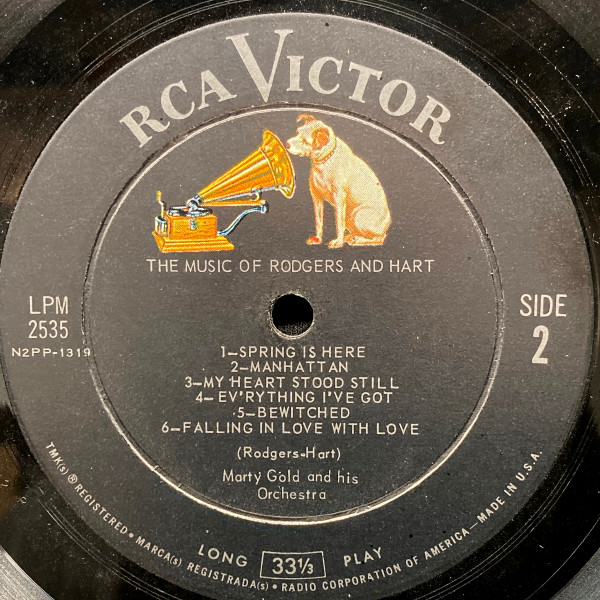 RCA VICTOR
THE MUSIC OF RODGERS AND HART
LPM
2535
N2PP-1319
SIDE
2
1—SPRING IS HERE
2—MANHATTAN
3—MY HEART STOOD STILL
4—EV'RYTHING I'VE GOT
5—BEWITCHED
6—FALLING IN LOVE WITH LOVE
(Rodgers-Hart)
Marty Gold and his
Orchestra
LONG 33⅓ PLAY
TMK(s) ® REGISTERED • MARCA(s) REGISTRADA(s) • RADIO CORPORATION OF AMERICA—MADE IN U.S.A.